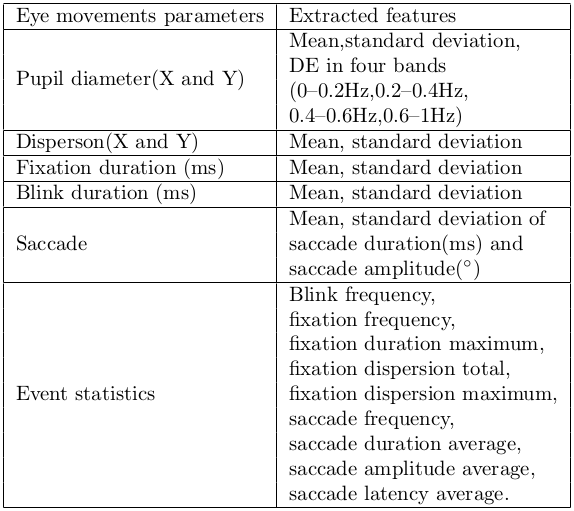 Eye movements parameters Extracted features
Pupil diameter(X and Y)
Mean,standard deviation,
DE in four bands
(0–0.2Hz,0.2–0.4Hz,
0.4–0.6Hz,0.6–1Hz)
Disperson(X and Y) Mean, standard deviation
Fixation duration (ms) Mean, standard deviation
Blink duration (ms) Mean, standard deviation
Saccade
Mean, standard deviation of
saccade duration(ms) and
saccade amplitude(°)
Event statistics
Blink frequency,
fixation frequency,
fixation duration maximum,
fixation dispersion total,
fixation dispersion maximum,
saccade frequency,
saccade duration average,
saccade amplitude average,
saccade latency average.